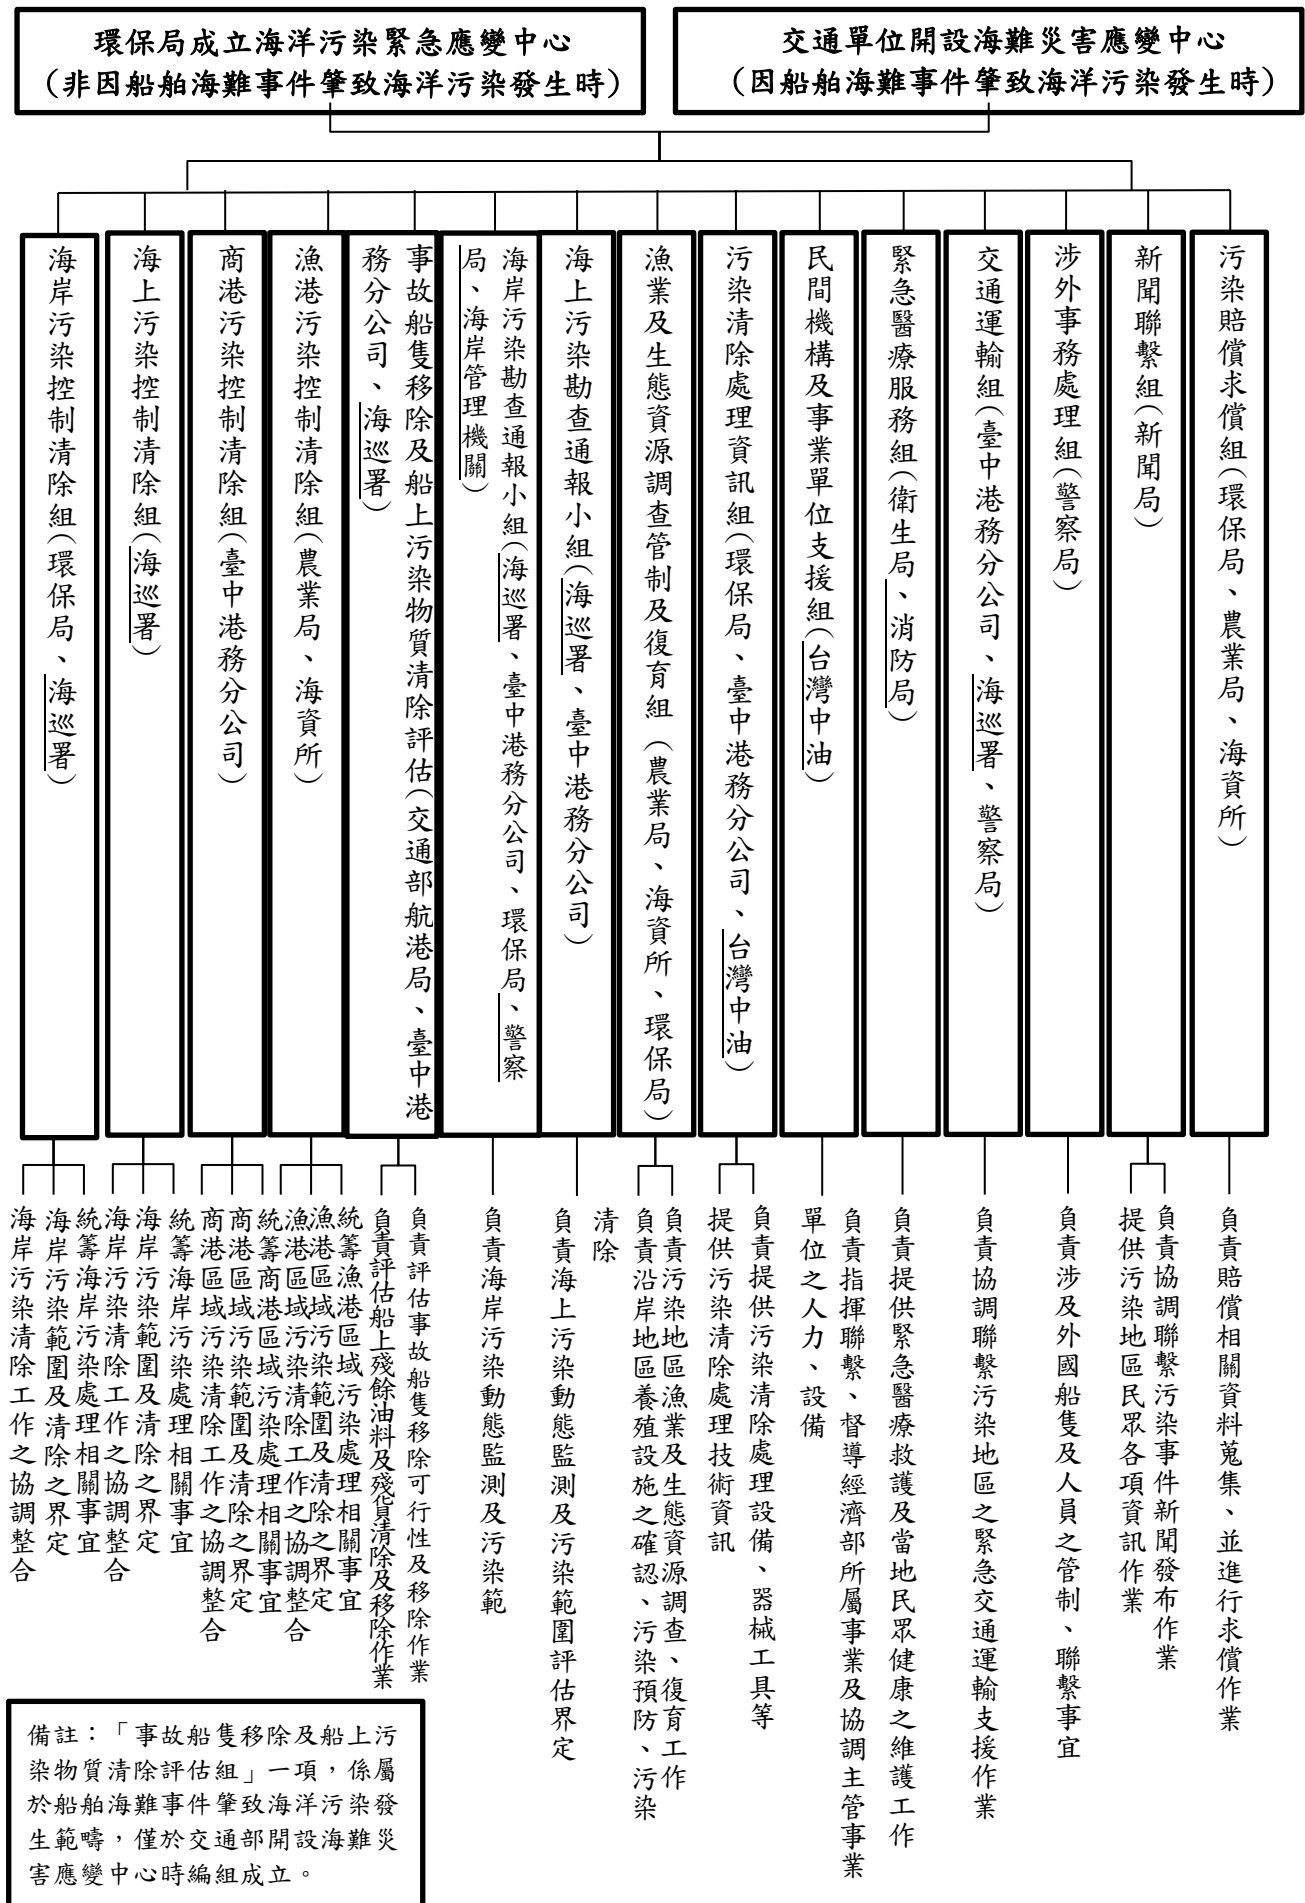 環保局成立海洋污染緊急應變中心
(非因船舶海難事件肇致海洋污染發生時)
交通單位開設海難災害應變中心
(因船舶海難事件肇致海洋污染發生時)
污染賠償求償組(環保局、農業局、海資所)
新聞聯繫組(新聞局)
涉外事務處理組(警察局)
交通運輸組(臺中港務分公司、海巡署、警察局)
緊急醫療服務組(衛生局、消防局)
民間機構及事業單位支援組(台灣中油)
污染清除處理資訊組(環保局、臺中港務分公司、台灣中油)
漁業及生態資源調查管制及復育組(農業局、海資所、環保局)
海上污染勘查通報小組(海巡署、臺中港務分公司)
海岸污染勘查通報小組(海巡署、臺中港務分公司、環保局、警察
局、海岸管理機關)
事故船隻移除及船上污染物質清除評估(交通部航港局、臺中港
務分公司、海巡署)
漁港污染控制清除組(農業局、海資所)
商港污染控制清除組(臺中港務分公司)
海上污染控制清除組(海巡署)
海岸污染控制清除組(環保局、海巡署)
負責賠償相關資料蒐集、並進行求償作業
負責協調聯繫污染事件新聞發布作業
提供污染地區民眾各項資訊作業
負責涉及外國船隻及人員之管制、聯繫事宜
負責協調聯繫污染地區之緊急交通運輸支援作業
負責提供緊急醫療救護及當地民眾健康之維護工作
負責指揮聯繫、督導經濟部所屬事業及協調主管事業
單位之人力、設備
負責提供污染清除處理設備、器械工具等
提供污染清除處理技術資訊
負責污染地區漁業及生態資源調查、復育工作
負責沿岸地區養殖設施之確認、污染預防、污染
清除
負責海上污染動態監測及污染範圍評估界定
負責海岸污染動態監測及污染範
負責評估事故船隻移除可行性及移除作業
負責評估船上殘餘油料及殘貨清除及移除作業
統籌漁港區域污染處理相關事宜
漁港區域污染範圍及清除之界定
漁港區域污染清除工作之協調整合
統籌商港區域污染處理相關事宜
商港區域污染範圍及清除之界定
商港區域污染清除工作之協調整合
統籌海岸污染處理相關事宜
海岸污染範圍及清除之界定
海岸污染清除工作之協調整合
統籌海岸污染處理相關事宜
海岸污染範圍及清除之界定
海岸污染清除工作之協調整合
備註：「事故船隻移除及船上污
染物質清除評估組」一項，係屬
於船舶海難事件肇致海洋污染發
生範疇，僅於交通部開設海難災
害應變中心時編組成立。